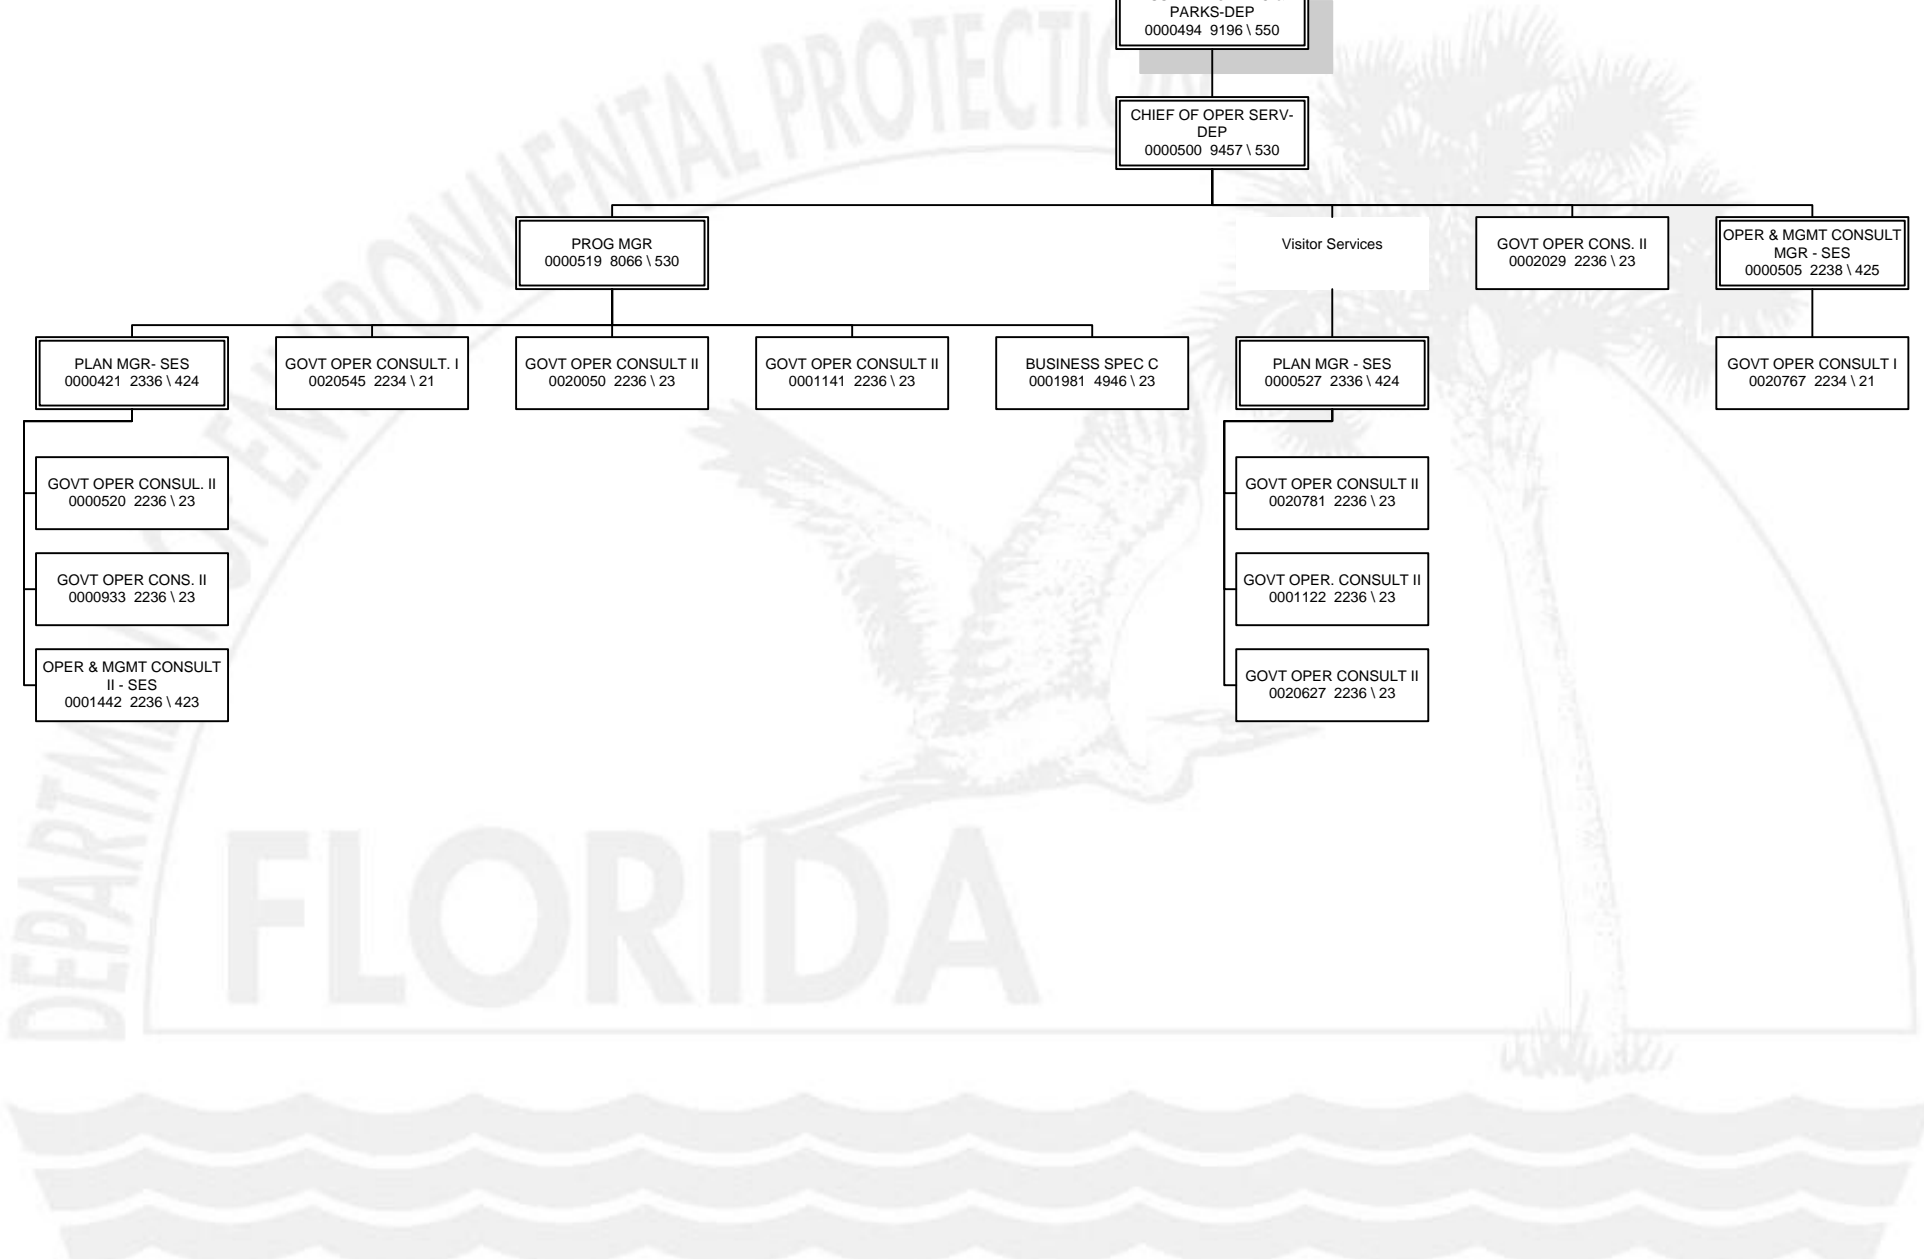 PARKS-DEP
0000494 9196 \ 550
CHIEF OF OPER SERV-
DEP
0000500 9457 \ 530
PROG MGR
0000519 8066 \ 530
Visitor Services
GOVT OPER CONS. II
0002029 2236 \ 23
OPER & MGMT CONSULT
MGR - SES
0000505 2238 \ 425
PLAN MGR- SES
0000421 2336 \ 424
GOVT OPER CONSULT. I
0020545 2234 \ 21
GOVT OPER CONSULT II
0020050 2236 \ 23
GOVT OPER CONSULT II
0001141 2236 \ 23
BUSINESS SPEC C
0001981 4946 \ 23
PLAN MGR - SES
0000527 2336 \ 424
GOVT OPER CONSULT I
0020767 2234 \ 21
GOVT OPER CONSUL. II
0000520 2236 \ 23
GOVT OPER CONS. II
0000933 2236 \ 23
OPER & MGMT CONSULT
II - SES
0001442 2236 \ 423
GOVT OPER CONSULT II
0020781 2236 \ 23
GOVT OPER. CONSULT II
0001122 2236 \ 23
GOVT OPER CONSULT II
0020627 2236 \ 23
DEPARTMENT OF ENVIRONMENTAL PROTECTION
FLORIDA